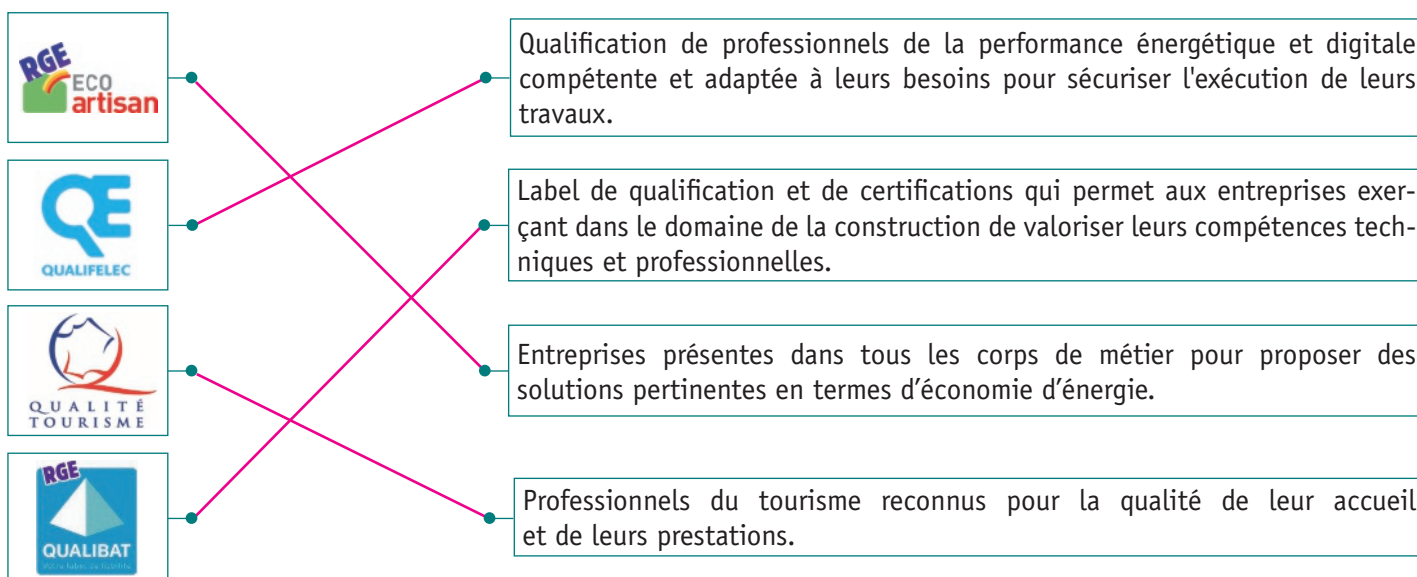 RGE
ECO
artisan
Qualification de professionnels de la performance énergétique et digitale
compétente et adaptée à leurs besoins pour sécuriser l'exécution de leurs
travaux.
QE
QUALIFELEC
Label de qualification et de certifications qui permet aux entreprises exer-
çant dans le domaine de la construction de valoriser leurs compétences tech-
niques et professionnelles.
QUALITÉ
TOURISME
Entreprises présentes dans tous les corps de métier pour proposer des
solutions pertinentes en termes d’économie d’énergie.
RGE
QUALIBAT
Professionnels du tourisme reconnus pour la qualité de leur accueil
et de leurs prestations.